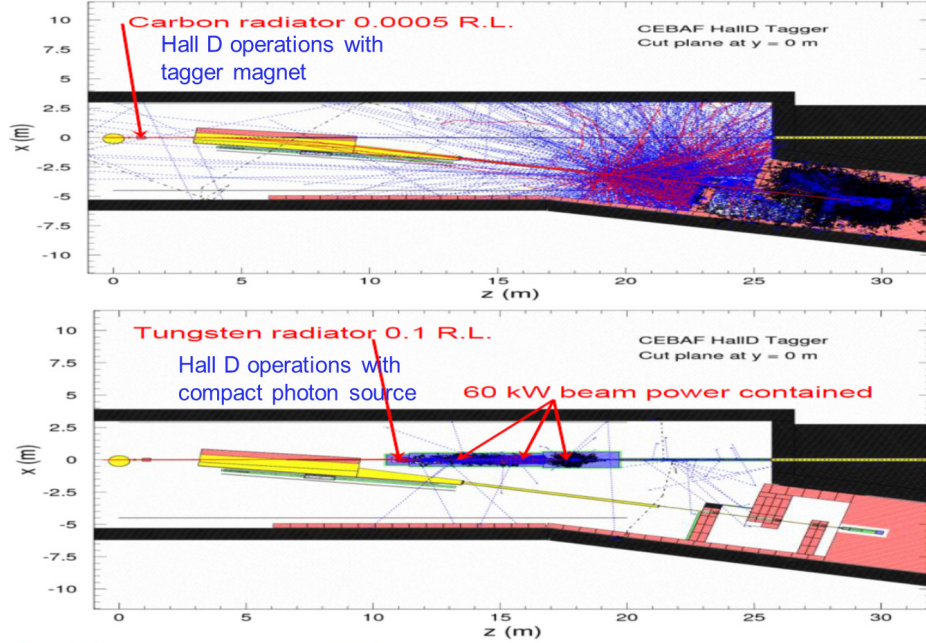 Carbon radiator 0.0005 R.L.
Hall D operations with
tagger magnet
CEBAF HallD Tagger
Cut plane at y = 0 m
10
7.5
5
2.5
0
-2.5
-5
-7.5
-10
x (m)
0 5 10 15 20 25 30
z (m)
Tungsten radiator 0.1 R.L.
Hall D operations with
compact photon source
60 kW beam power contained
CEBAF HallD Tagger
Cut plane at y = 0 m
10
7.5
5
2.5
0
-2.5
-5
-7.5
-10
x (m)
0 5 10 15 20 25 30
z (m)